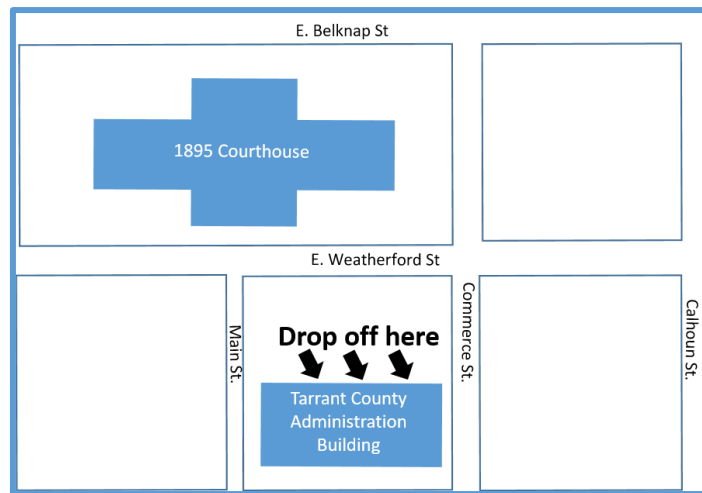 E. Belknap St
1895 Courthouse
E. Weatherford St
Main St.
Drop off here
Commerce St.
Calhoun St.
Tarrant County
Administration
Building